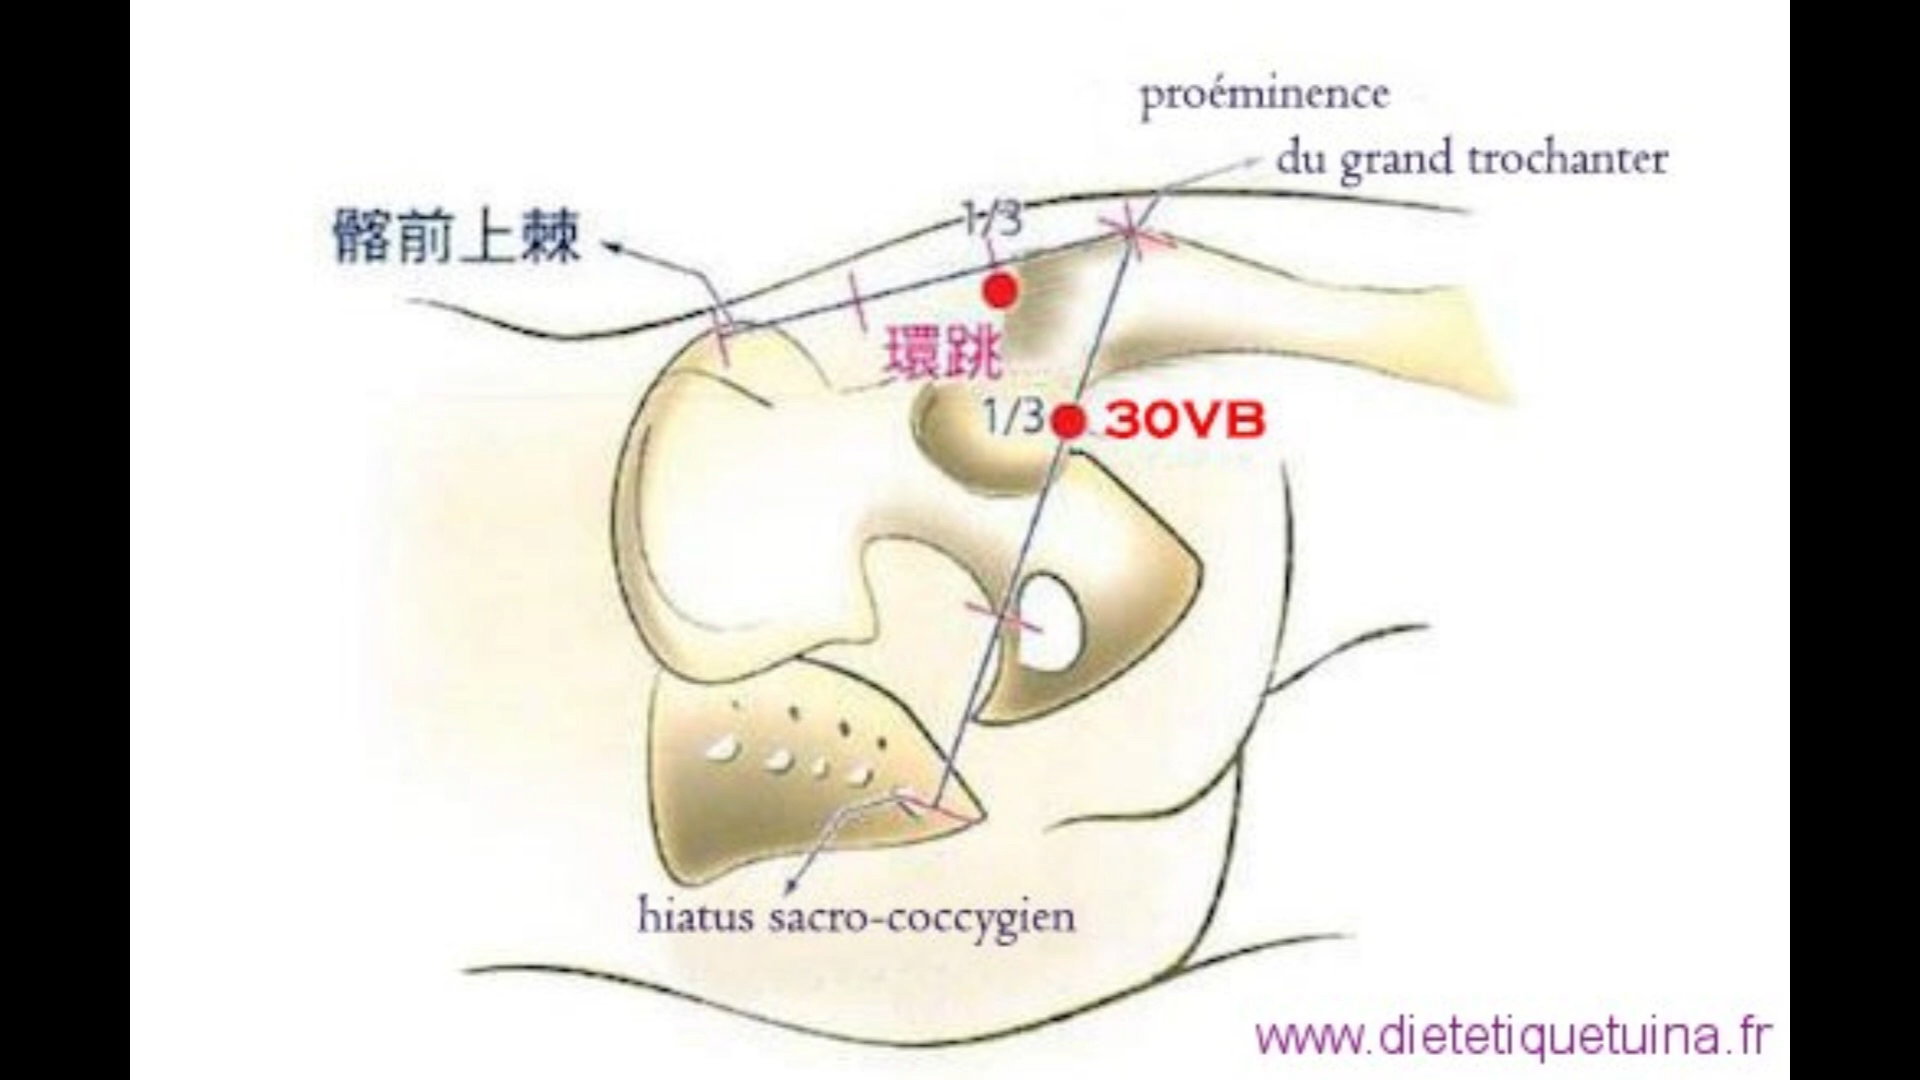 proéminence
du grand trochanter
髂前上棘
1/3
環跳
1/3
30VB
hiatus sacro-coccygien
www.dietetiquetuina.fr